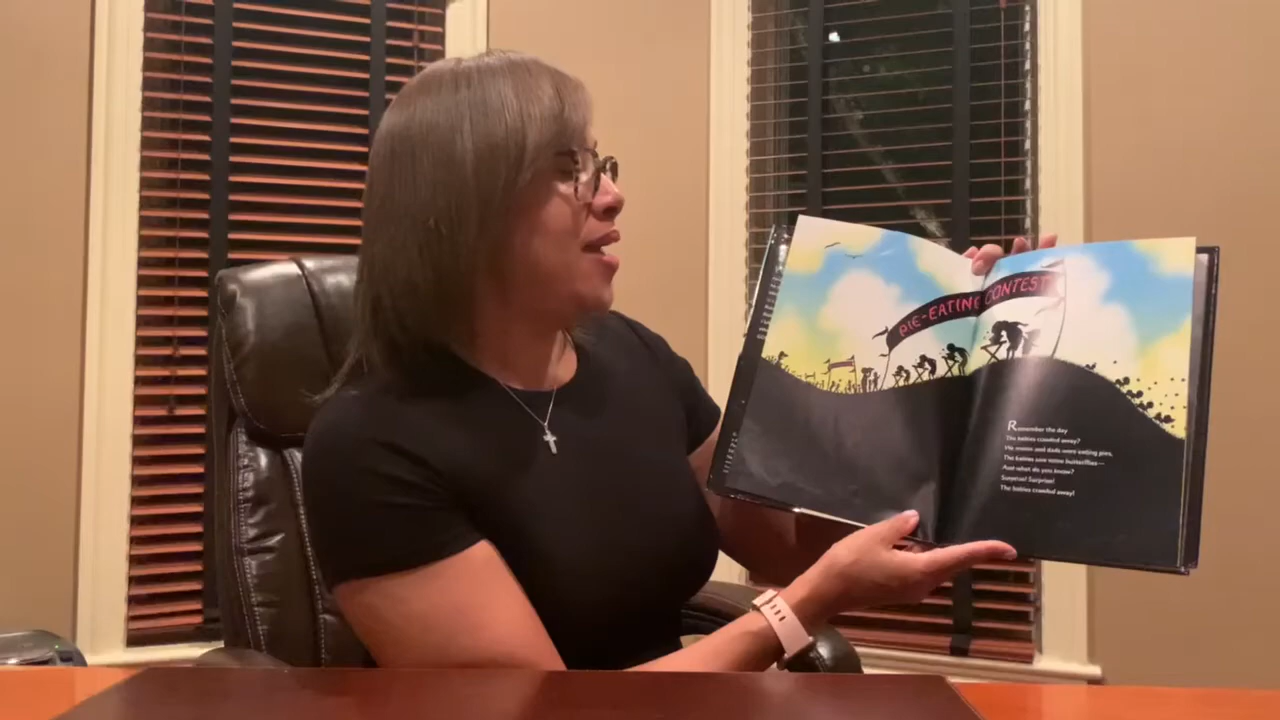 PIE-EATING CONTEST
Remember the day
The babies crawled away?
We moms and dads were eating pies,
The babies saw some butterflies—
And what do you know?
Surprise! Surprise!
The babies crawled away!